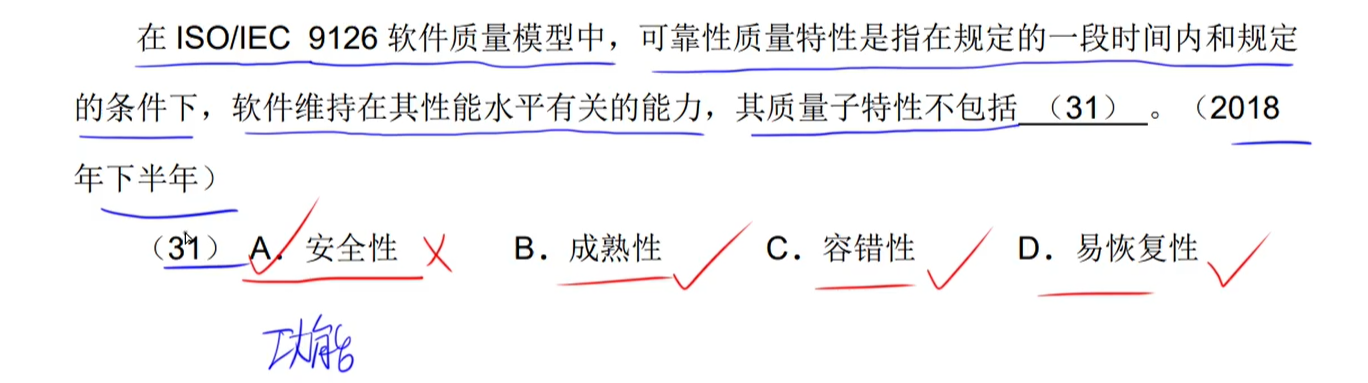 在 ISO/IEC 9126 软件质量模型中，可靠性质量特性是指在规定的一段时间内和规定
的条件下，软件维持在其性能水平有关的能力，其质量子特性不包括 （31） 。（2018
年下半年）
（31） A．安全性 B．成熟性 C．容错性 D．易恢复性
功能